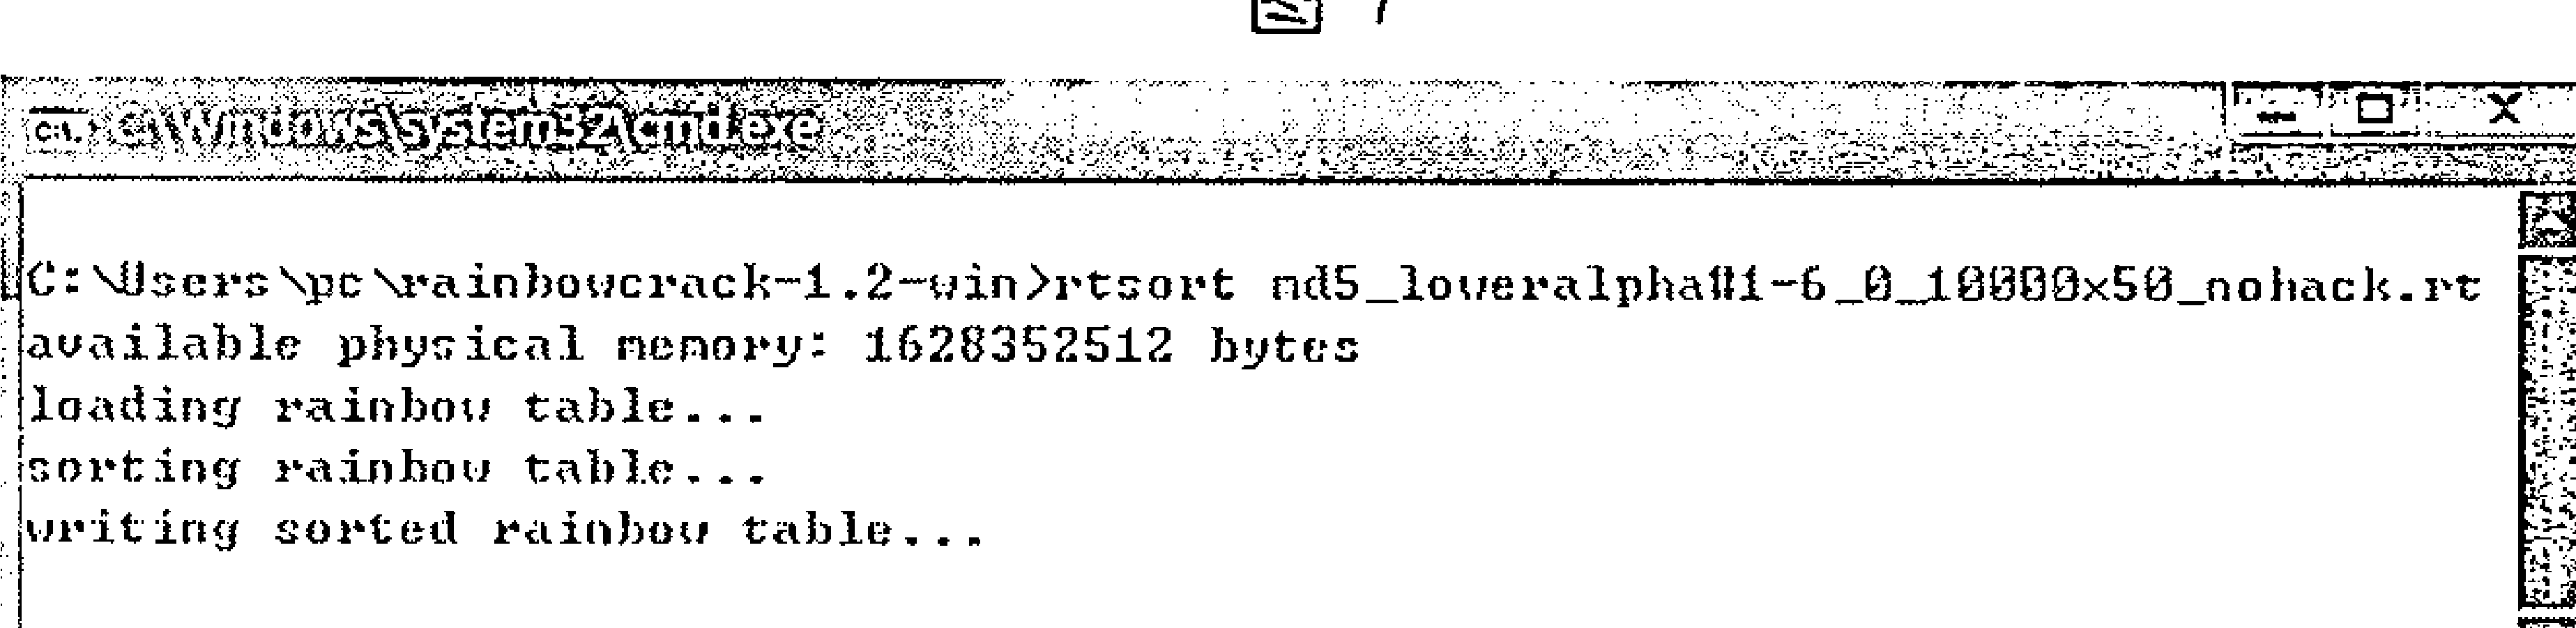 C:\Windows\system32\cmd.exe
C:\Users\pc\rainbowcrack-1.2-win>rtsort md5_loweralpha#1-6_0_10000x50_nohack.rt
available physical memory: 1628352512 bytes
loading rainbow table...
sorting rainbow table...
writing sorted rainbow table...